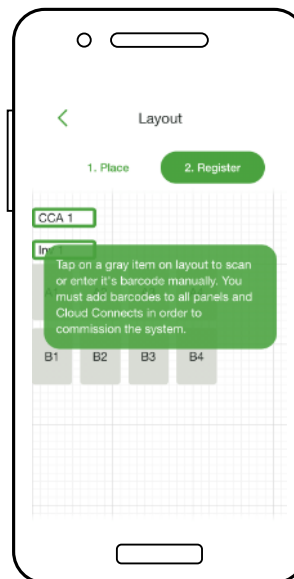 Layout
1. Place
2. Register
CCA 1
Inv 1
Tap on a gray item on layout to scan
or enter it's barcode manually. You
must add barcodes to all panels and
Cloud Connects in order to
commission the system.
B1 B2 B3 B4